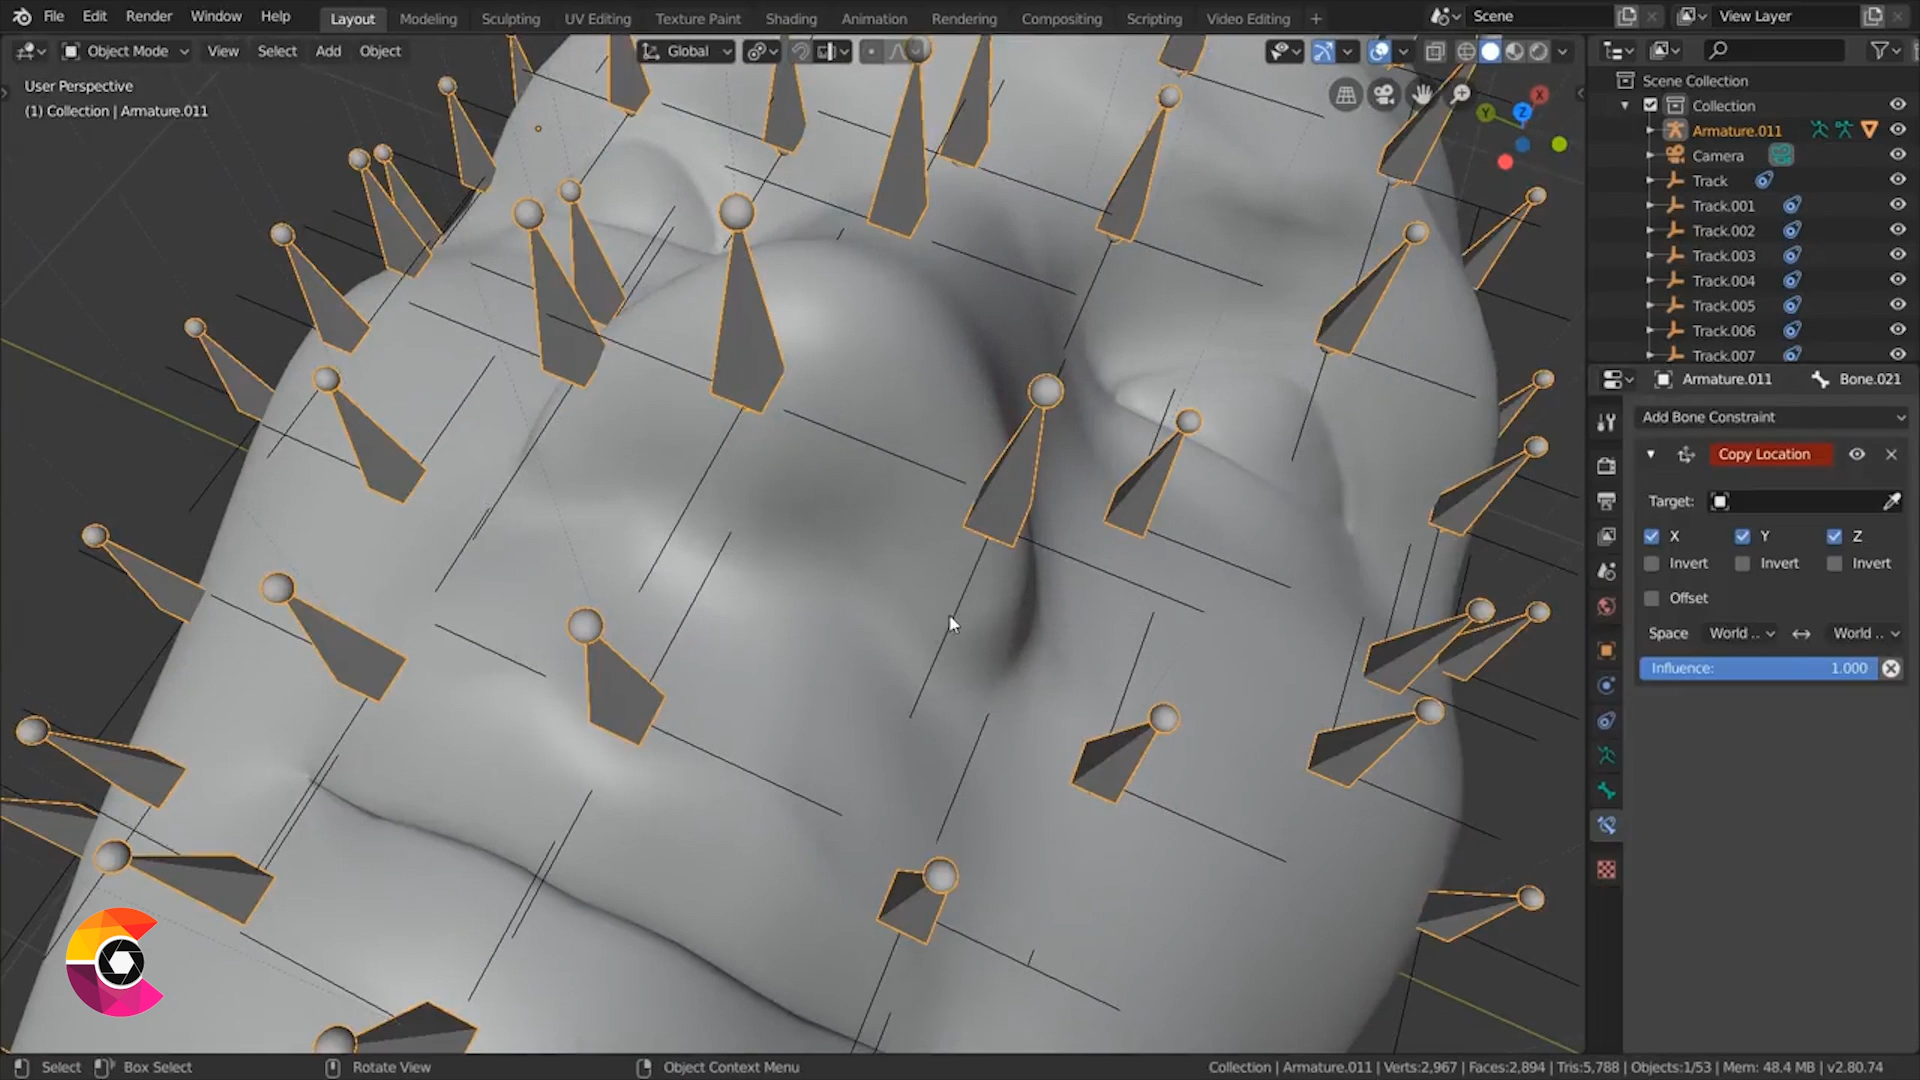 File Edit Render Window Help Layout Modeling Sculpting UV Editing Texture Paint Shading Animation Rendering Compositing Scripting Video Editing + Scene View Layer
Object Mode View Select Add Object Global
User Perspective
(1) Collection | Armature.011
X
Y
Z
Scene Collection
Collection
Armature.011
Camera
Track
Track.001
Track.002
Track.003
Track.004
Track.005
Track.006
Track.007
Armature.011 Bone.021
Add Bone Constraint
Copy Location
Target:
X Y Z
Invert Invert Invert
Offset
Space World .. World ..
Influence: 1.000
Select Box Select Rotate View Object Context Menu Collection | Armature.011 | Verts:2,967 | Faces:2,894 | Tris:5,788 | Objects:1/53 | Mem: 48.4 MB | v2.80.74